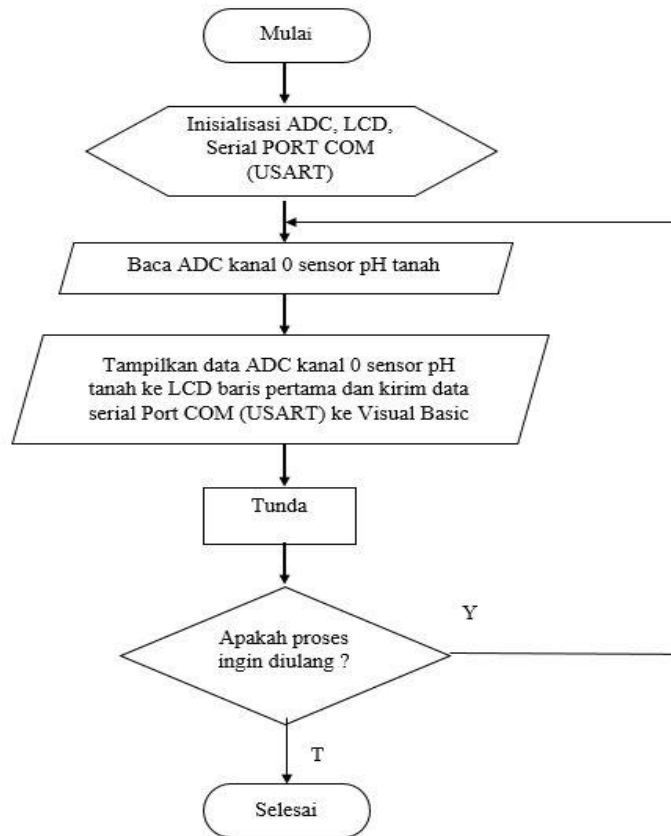 Mulai
Inisialisasi ADC, LCD,
Serial PORT COM
(USART)
Baca ADC kanal 0 sensor pH tanah
Tampilkan data ADC kanal 0 sensor pH
tanah ke LCD baris pertama dan kirim data
serial Port COM (USART) ke Visual Basic
Tunda
Y
Apakah proses
ingin diulang ?
T
Selesai